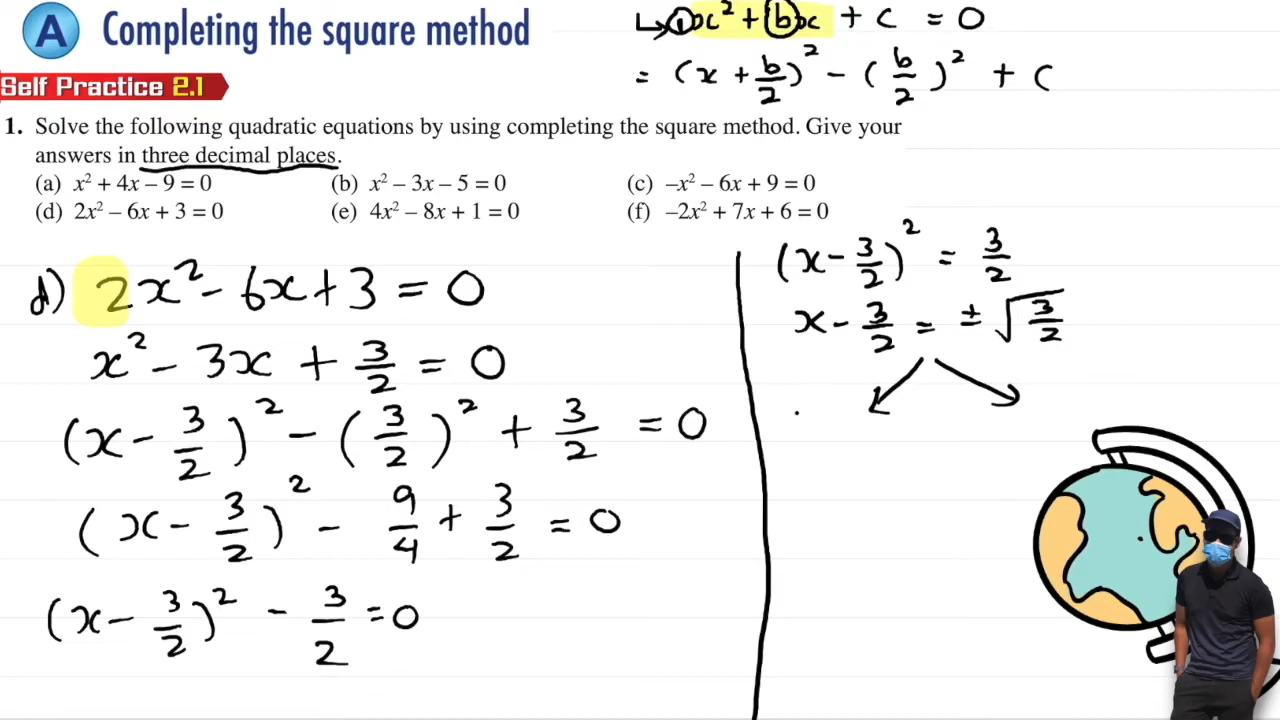 A Completing the square method
Self Practice 2.1
↳ 1x² + bx + c = 0
= (x + b/2)² - (b/2)² + c
1. Solve the following quadratic equations by using completing the square method. Give your
answers in three decimal places.
(a) x² + 4x – 9 = 0 (b) x² – 3x – 5 = 0 (c) –x² – 6x + 9 = 0
(d) 2x² – 6x + 3 = 0 (e) 4x² – 8x + 1 = 0 (f) –2x² + 7x + 6 = 0
d) 2x² - 6x + 3 = 0
x² - 3x + 3/2 = 0
(x - 3/2)² - (3/2)² + 3/2 = 0
(x - 3/2)² - 9/4 + 3/2 = 0
(x - 3/2)² - 3/2 = 0
(x - 3/2)² = 3/2
x - 3/2 = ± √3/2